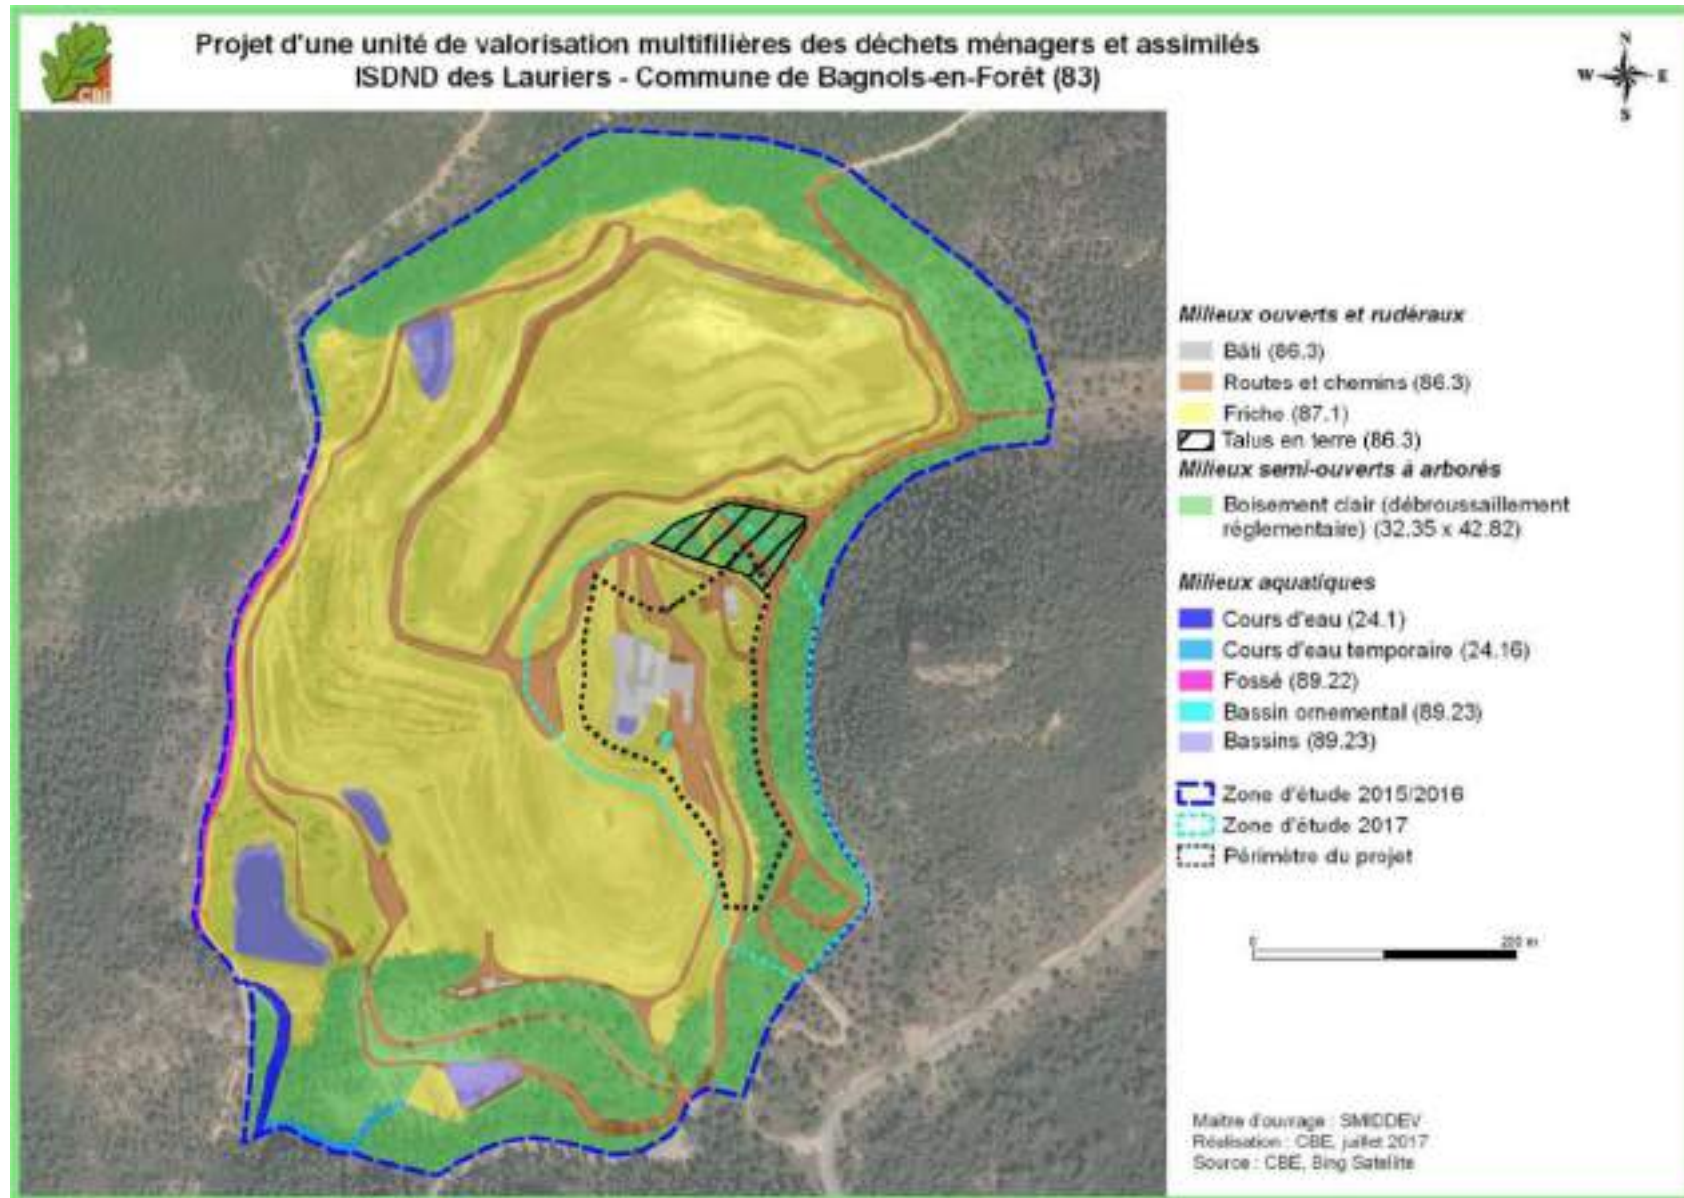 Projet d'une unité de valorisation multifilières des déchets ménagers et assimilés
ISDND des Lauriers - Commune de Bagnols-en-Forêt (83)
CBE
N
W E
S
Milieux ouverts et rudéraux
Bâti (86.3)
Routes et chemins (86.3)
Friche (87.1)
Talus en terre (86.3)
Milieux semi-ouverts à arborés
Boisement clair (débroussaillement
réglementaire) (32.35 x 42.82)
Milieux aquatiques
Cours d'eau (24.1)
Cours d'eau temporaire (24.16)
Fossé (89.22)
Bassin ornemental (89.23)
Bassins (89.23)
Zone d'étude 2015/2016
Zone d'étude 2017
Périmètre du projet
0 200 m
Maître d'ouvrage : SMIDDEV
Réalisation : CBE, juillet 2017
Source : CBE, Bing Satellite